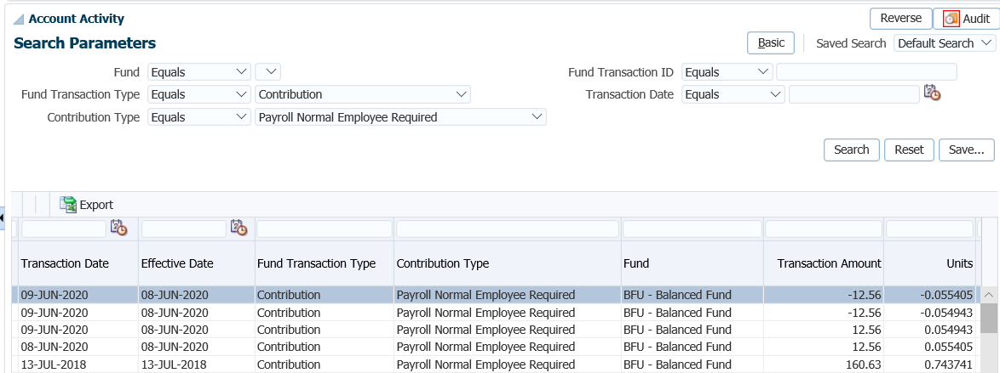 Account Activity Reverse Audit
Search Parameters Basic Saved Search Default Search
Fund Equals Fund Transaction ID Equals
Fund Transaction Type Equals Contribution Transaction Date Equals
Contribution Type Equals Payroll Normal Employee Required
Search Reset Save...
Export
Transaction Date Effective Date Fund Transaction Type Contribution Type Fund Transaction Amount Units
09-JUN-2020 08-JUN-2020 Contribution Payroll Normal Employee Required BFU - Balanced Fund -12.56 -0.055405
09-JUN-2020 08-JUN-2020 Contribution Payroll Normal Employee Required BFU - Balanced Fund -12.56 -0.054943
09-JUN-2020 08-JUN-2020 Contribution Payroll Normal Employee Required BFU - Balanced Fund 12.56 0.054943
08-JUN-2020 08-JUN-2020 Contribution Payroll Normal Employee Required BFU - Balanced Fund 12.56 0.055405
13-JUL-2018 13-JUL-2018 Contribution Payroll Normal Employee Required BFU - Balanced Fund 160.63 0.743741